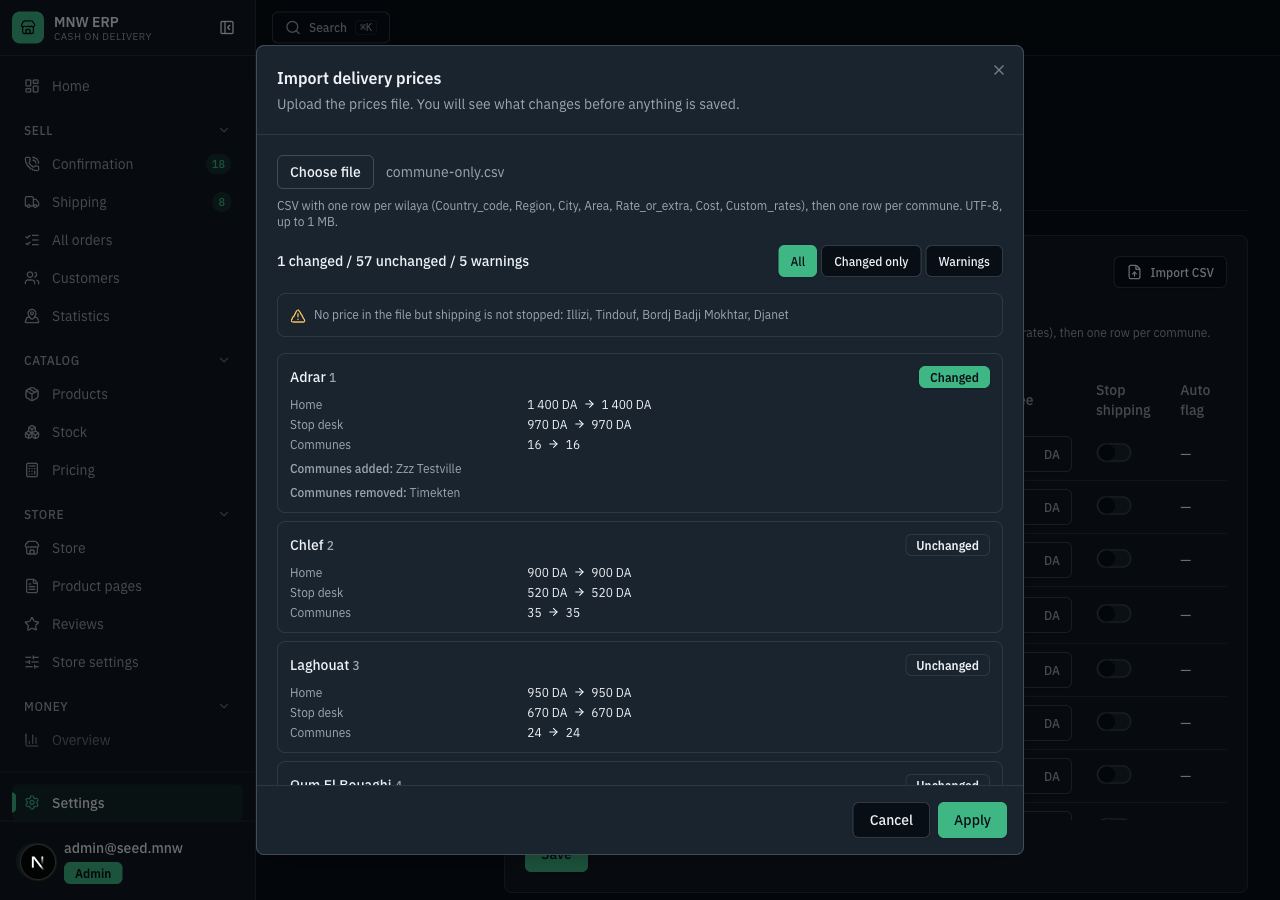 MNW ERP
CASH ON DELIVERY
Search ⌘K
Home
SELL
Confirmation 18
Shipping 8
All orders
Customers
Statistics
CATALOG
Products
Stock
Pricing
STORE
Store
Product pages
Reviews
Store settings
MONEY
Overview
Settings
N
admin@seed.mnw
Admin
Import delivery prices
Upload the prices file. You will see what changes before anything is saved.
Choose file commune-only.csv
CSV with one row per wilaya (Country_code, Region, City, Area, Rate_or_extra, Cost, Custom_rates), then one row per commune. UTF-8,
up to 1 MB.
1 changed / 57 unchanged / 5 warnings
All Changed only Warnings
No price in the file but shipping is not stopped: Illizi, Tindouf, Bordj Badji Mokhtar, Djanet
Adrar 1 Changed
Home 1 400 DA → 1 400 DA
Stop desk 970 DA → 970 DA
Communes 16 → 16
Communes added: Zzz Testville
Communes removed: Timekten
Chlef 2 Unchanged
Home 900 DA → 900 DA
Stop desk 520 DA → 520 DA
Communes 35 → 35
Laghouat 3 Unchanged
Home 950 DA → 950 DA
Stop desk 670 DA → 670 DA
Communes 24 → 24
Oum El Bouaghi 4 Unchanged
Cancel Apply
Import CSV
rates), then one row per commune.
Stop
shipping
Auto
flag
DA —
DA —
DA —
DA —
DA —
DA —
DA —
Save